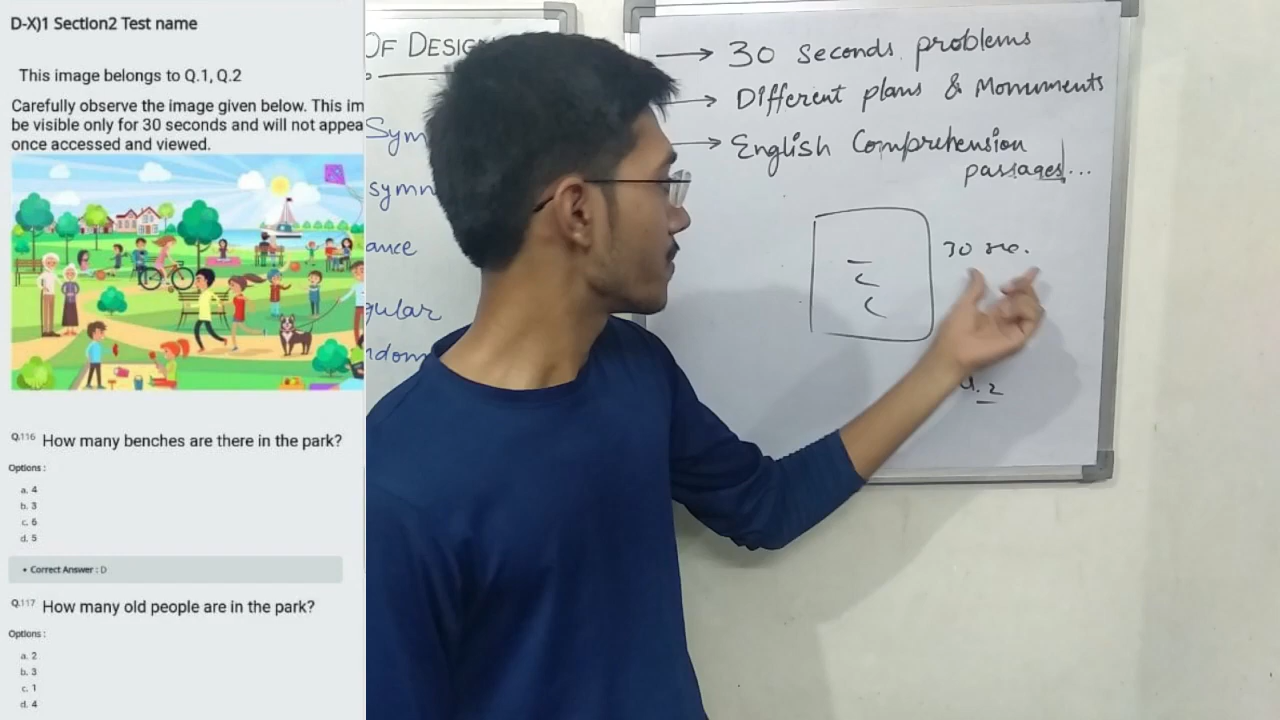 D-X)1 Section2 Test name
This image belongs to Q.1, Q.2
Carefully observe the image given below. This im
be visible only for 30 seconds and will not appea
once accessed and viewed.
Q.116 How many benches are there in the park?
Options :
a. 4
b. 3
c. 6
d. 5
• Correct Answer : D
Q.117 How many old people are in the park?
Options :
a. 2
b. 3
c. 1
d. 4
OF DESIG
Sym
symn
ance
gular
ndom
→ 30 seconds problems
→ Different plans & Monuments
→ English Comprehension
passages...
30 sec.